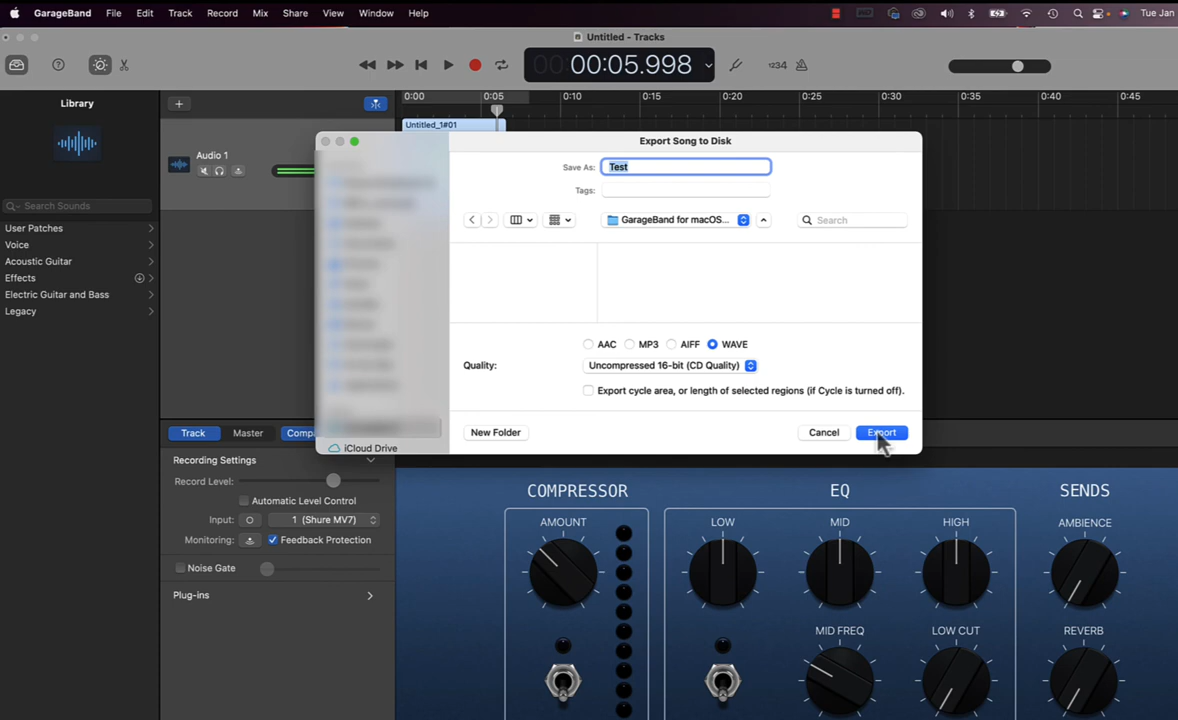 GarageBand File Edit Track Record Mix Share View Window Help Tue Jan
Untitled - Tracks
00:00:05.998
1234
Library
0:00 0:05 0:10 0:15 0:20 0:25 0:30 0:35 0:40 0:45
Untitled_1#01
Audio 1
Search Sounds
User Patches
Voice
Acoustic Guitar
Effects
Electric Guitar and Bass
Legacy
Export Song to Disk
Save As: Test
Tags:
GarageBand for macOS...
Search
AAC MP3 AIFF WAVE
Quality: Uncompressed 16-bit (CD Quality)
Export cycle area, or length of selected regions (if Cycle is turned off).
New Folder Cancel Export
iCloud Drive
Track Master Comp
Recording Settings
Record Level:
Automatic Level Control
Input: 1 (Shure MV7)
Monitoring: Feedback Protection
Noise Gate
Plug-ins
COMPRESSOR EQ SENDS
AMOUNT LOW MID HIGH AMBIENCE
MID FREQ LOW CUT REVERB